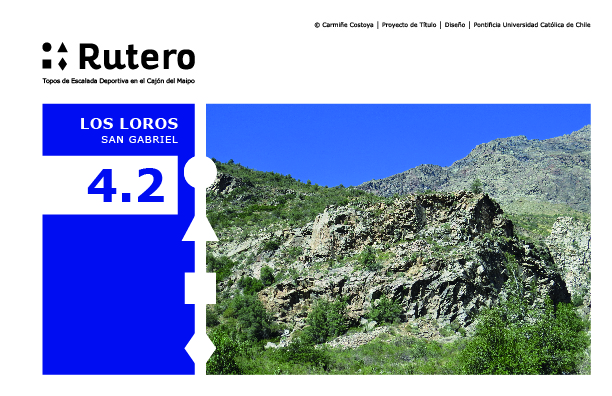 © Carmiñe Costoya | Proyecto de Título | Diseño | Pontificia Universidad Católica de Chile
Rutero
Topos de Escalada Deportiva en el Cajón del Maipo
LOS LOROS
SAN GABRIEL
4.2